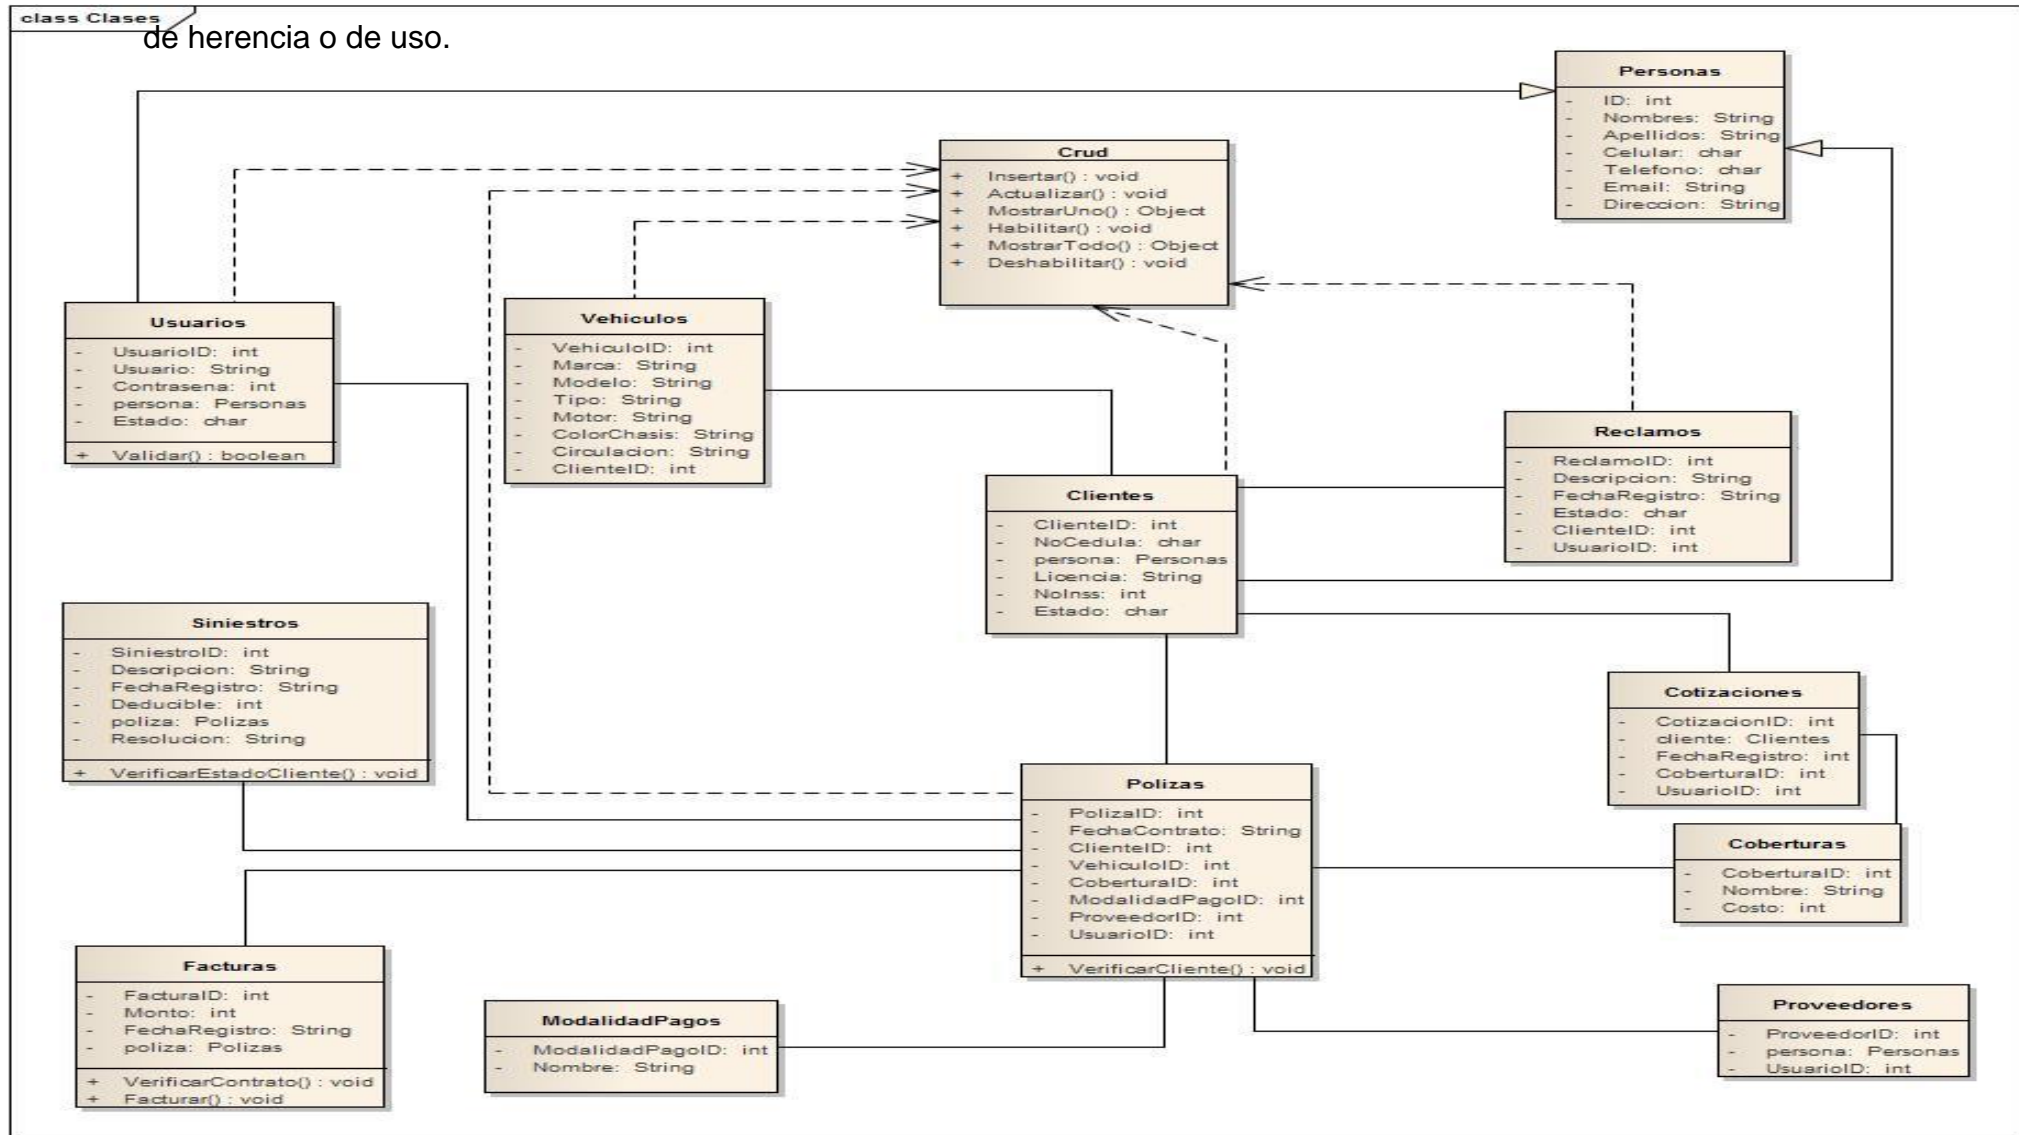 class Clases
de herencia o de uso.
Personas
- ID: int
- Nombres: String
- Apellidos: String
- Celular: char
- Telefono: char
- Email: String
- Direccion: String
Crud
+ Insertar() : void
+ Actualizar() : void
+ MostrarUno() : Object
+ Habilitar() : void
+ MostrarTodo() : Object
+ Deshabilitar() : void
Usuarios
- UsuarioID: int
- Usuario: String
- Contrasena: int
- persona: Personas
- Estado: char
+ Validar() : boolean
Vehiculos
- VehiculoID: int
- Marca: String
- Modelo: String
- Tipo: String
- Motor: String
- ColorChasis: String
- Circulacion: String
- ClienteID: int
Reclamos
- ReclamoID: int
- Descripcion: String
- FechaRegistro: String
- Estado: char
- ClienteID: int
- UsuarioID: int
Clientes
- ClienteID: int
- NoCedula: char
- persona: Personas
- Licencia: String
- NoInss: int
- Estado: char
Siniestros
- SiniestroID: int
- Descripcion: String
- FechaRegistro: String
- Deducible: int
- poliza: Polizas
- Resolucion: String
+ VerificarEstadoCliente() : void
Cotizaciones
- CotizacionID: int
- cliente: Clientes
- FechaRegistro: int
- CoberturaID: int
- UsuarioID: int
Polizas
- PolizaID: int
- FechaContrato: String
- ClienteID: int
- VehiculoID: int
- CoberturaID: int
- ModalidadPagoID: int
- ProveedorID: int
- UsuarioID: int
+ VerificarCliente() : void
Coberturas
- CoberturaID: int
- Nombre: String
- Costo: int
Facturas
- FacturaID: int
- Monto: int
- FechaRegistro: String
- poliza: Polizas
+ VerificarContrato() : void
+ Facturar() : void
ModalidadPagos
- ModalidadPagoID: int
- Nombre: String
Proveedores
- ProveedorID: int
- persona: Personas
- UsuarioID: int